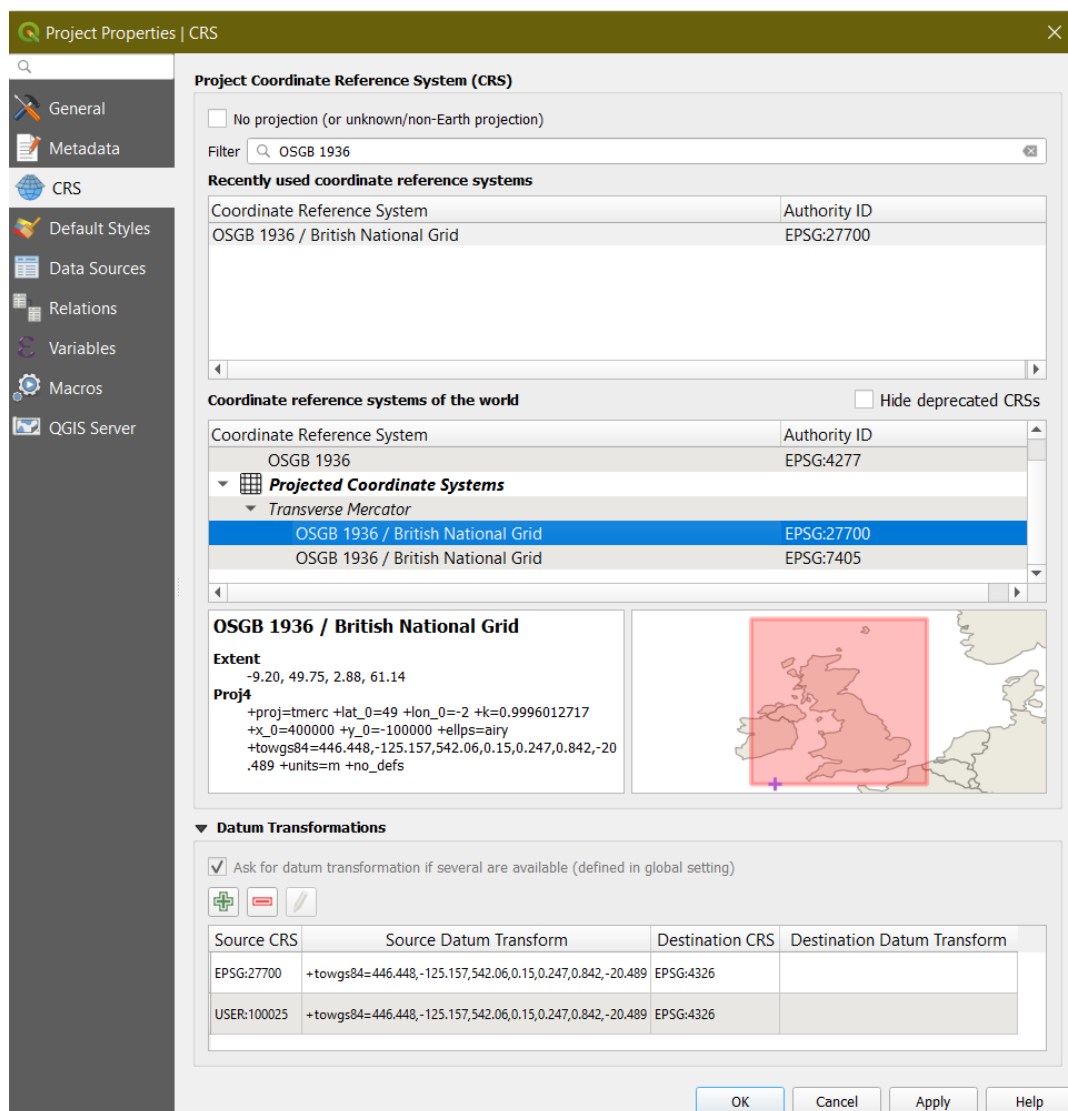 Project Properties | CRS
General
Metadata
CRS
Default Styles
Data Sources
Relations
Variables
Macros
QGIS Server
Project Coordinate Reference System (CRS)
No projection (or unknown/non-Earth projection)
Filter OSGB 1936
Recently used coordinate reference systems
Coordinate Reference System Authority ID
OSGB 1936 / British National Grid EPSG:27700
Coordinate reference systems of the world Hide deprecated CRSs
Coordinate Reference System Authority ID
OSGB 1936 EPSG:4277
Projected Coordinate Systems
Transverse Mercator
OSGB 1936 / British National Grid EPSG:27700
OSGB 1936 / British National Grid EPSG:7405
OSGB 1936 / British National Grid
Extent
-9.20, 49.75, 2.88, 61.14
Proj4
+proj=tmerc +lat_0=49 +lon_0=-2 +k=0.9996012717
+x_0=400000 +y_0=-100000 +ellps=airy
+towgs84=446.448,-125.157,542.06,0.15,0.247,0.842,-20
.489 +units=m +no_defs
Datum Transformations
Ask for datum transformation if several are available (defined in global setting)
Source CRS Source Datum Transform Destination CRS Destination Datum Transform
EPSG:27700 +towgs84=446.448,-125.157,542.06,0.15,0.247,0.842,-20.489 EPSG:4326
USER:100025 +towgs84=446.448,-125.157,542.06,0.15,0.247,0.842,-20.489 EPSG:4326
OK Cancel Apply Help